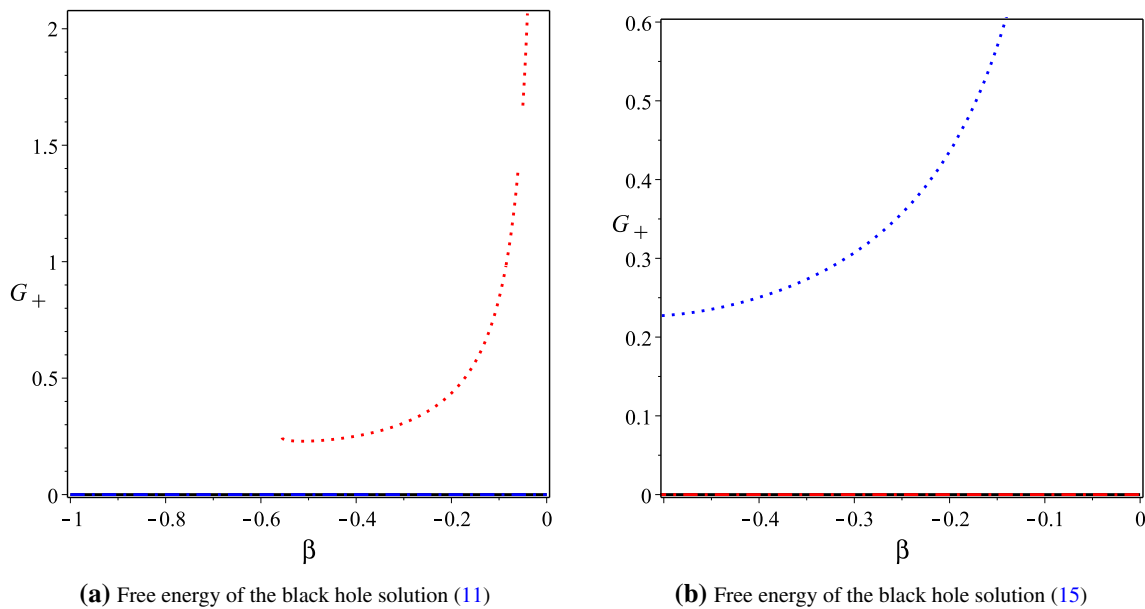 2
1.5
1
G+
0.5
0
−1 −0.8 −0.6 −0.4 −0.2 0
β
(a) Free energy of the black hole solution (11)
0.6
0.5
0.4
G+
0.3
0.2
0.1
0
−0.4 −0.3 −0.2 −0.1 0
β
(b) Free energy of the black hole solution (15)